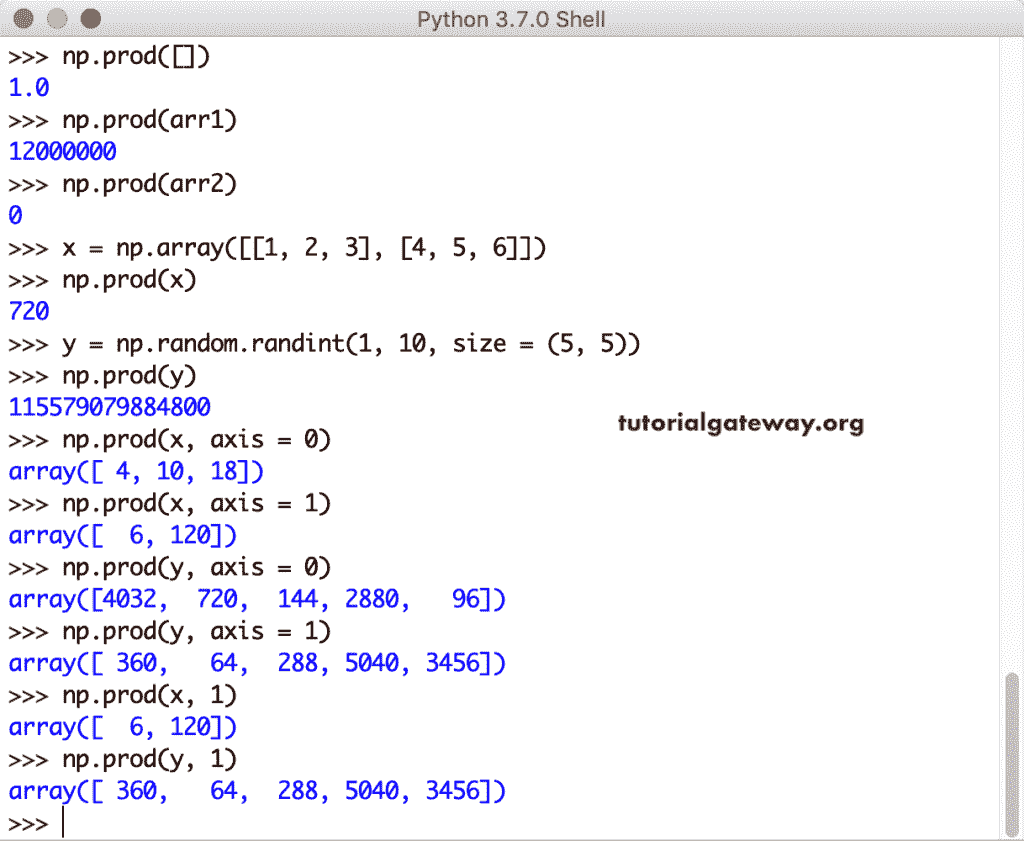 Python 3.7.0 Shell
>>> np.prod([])
1.0
>>> np.prod(arr1)
12000000
>>> np.prod(arr2)
0
>>> x = np.array([[1, 2, 3], [4, 5, 6]])
>>> np.prod(x)
720
>>> y = np.random.randint(1, 10, size = (5, 5))
>>> np.prod(y)
115579079884800
tutorialgateway.org
>>> np.prod(x, axis = 0)
array([ 4, 10, 18])
>>> np.prod(x, axis = 1)
array([  6, 120])
>>> np.prod(y, axis = 0)
array([4032,  720,  144, 2880,   96])
>>> np.prod(y, axis = 1)
array([ 360,   64,  288, 5040, 3456])
>>> np.prod(x, 1)
array([  6, 120])
>>> np.prod(y, 1)
array([ 360,   64,  288, 5040, 3456])
>>>